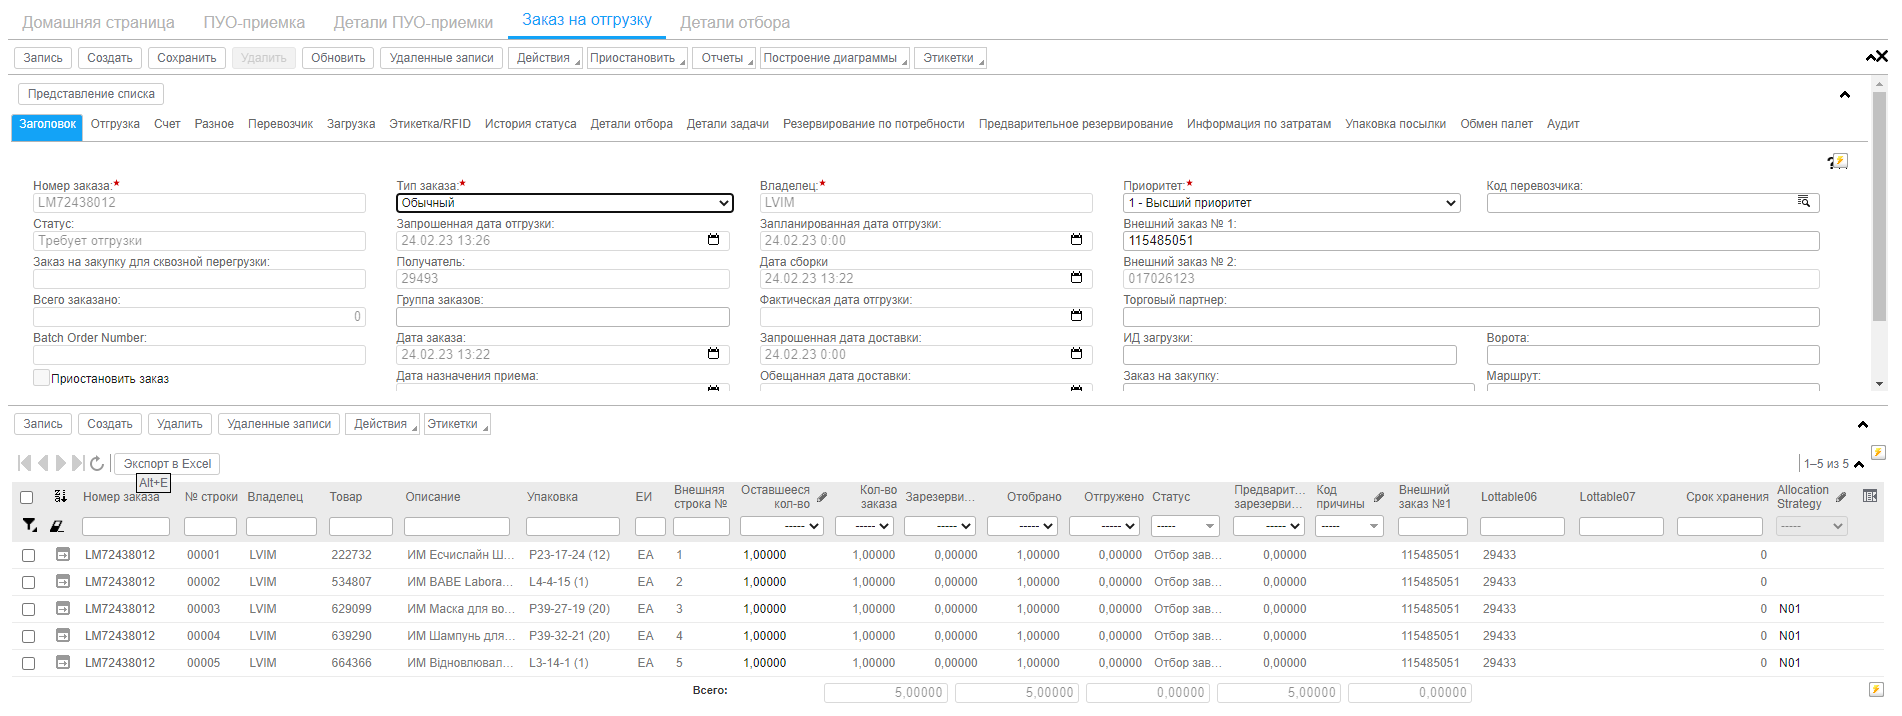 Домашняя страница ПУО-приемка Детали ПУО-приемки Заказ на отгрузку Детали отбора
Запись Создать Сохранить Удалить Обновить Удаленные записи Действия Приостановить Отчеты Построение диаграммы Этикетки
Представление списка
Заголовок Отгрузка Счет Разное Перевозчик Загрузка Этикетка/RFID История статуса Детали отбора Детали задачи Резервирование по потребности Предварительное резервирование Информация по затратам Упаковка посылки Обмен палет Аудит
Номер заказа:* Тип заказа:* Владелец:* Приоритет:* Код перевозчика:
LM72438012 Обычный LVIM 1 - Высший приоритет
Статус: Запрошенная дата отгрузки: Запланированная дата отгрузки: Внешний заказ № 1:
Требует отгрузки 24.02.23 13:26 24.02.23 0:00 115485051
Заказ на закупку для сквозной перегрузки: Получатель: Дата сборки Внешний заказ № 2:
29493 24.02.23 13:22 017026123
Всего заказано: Группа заказов: Фактическая дата отгрузки: Торговый партнер:
0
Batch Order Number: Дата заказа: Запрошенная дата доставки: ИД загрузки: Ворота:
24.02.23 13:22 24.02.23 0:00
Приостановить заказ Дата назначения приема: Обещанная дата доставки: Заказ на закупку: Маршрут:
Запись Создать Удалить Удаленные записи Действия Этикетки
Экспорт в Excel 1–5 из 5
Alt+E
Номер заказа № строки Владелец Товар Описание Упаковка ЕИ Внешняя строка № Оставшееся кол-во Кол-во заказа Зарезерви... Отобрано Отгружено Статус Предварит... зарезерви... Код причины Внешний заказ №1 Lottable06 Lottable07 Срок хранения Allocation Strategy
----- ----- ----- ----- ----- ----- ----- ----- -----
LM72438012 00001 LVIM 222732 ИМ Есчислайн Ш... P23-17-24 (12) EA 1 1,00000 1,00000 0,00000 1,00000 0,00000 Отбор зав... 0,00000 115485051 29433 0
LM72438012 00002 LVIM 534807 ИМ BABE Labora... L4-4-15 (1) EA 2 1,00000 1,00000 0,00000 1,00000 0,00000 Отбор зав... 0,00000 115485051 29433 0
LM72438012 00003 LVIM 629099 ИМ Маска для во... P39-27-19 (20) EA 3 1,00000 1,00000 0,00000 1,00000 0,00000 Отбор зав... 0,00000 115485051 29433 0 N01
LM72438012 00004 LVIM 639290 ИМ Шампунь для... P39-32-21 (20) EA 4 1,00000 1,00000 0,00000 1,00000 0,00000 Отбор зав... 0,00000 115485051 29433 0 N01
LM72438012 00005 LVIM 664366 ИМ Відновлювал... L3-14-1 (1) EA 5 1,00000 1,00000 0,00000 1,00000 0,00000 Отбор зав... 0,00000 115485051 29433 0 N01
Всего: 5,00000 5,00000 0,00000 5,00000 0,00000